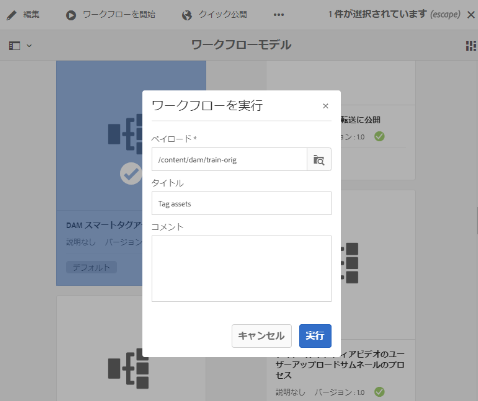 編集 ワークフローを開始 クイック公開 1 件が選択されています (escape)
ワークフローモデル
ワークフローを実行
ペイロード *
/content/dam/train-orig
タイトル
Tag assets
コメント
キャンセル 実行
DAM スマートタグア
説明なし バージョン
デフォルト
転送に公開
ョン · 1.0
ィアビデオのユー
ザーアップロードサムネールのプロ
セス
説明なし バージョン · 1.0